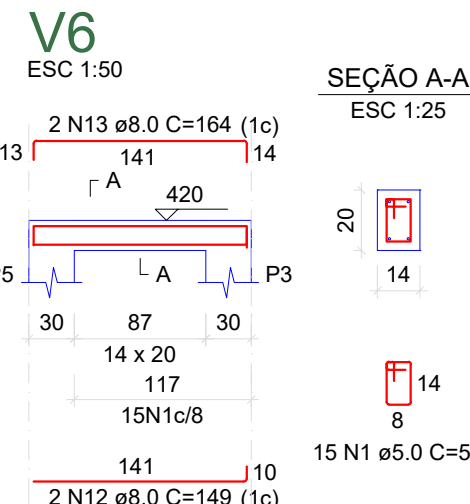 V6
ESC 1:50
SEÇÃO A-A
ESC 1:25
2 N13 ø8.0 C=164 (1c)
13
141
14
A
420
20
14
A
P3
30
87
30
14 x 20
117
15N1c/8
14
8
15 N1 ø5.0 C=5
141
10
2 N12 ø8.0 C=149 (1c)